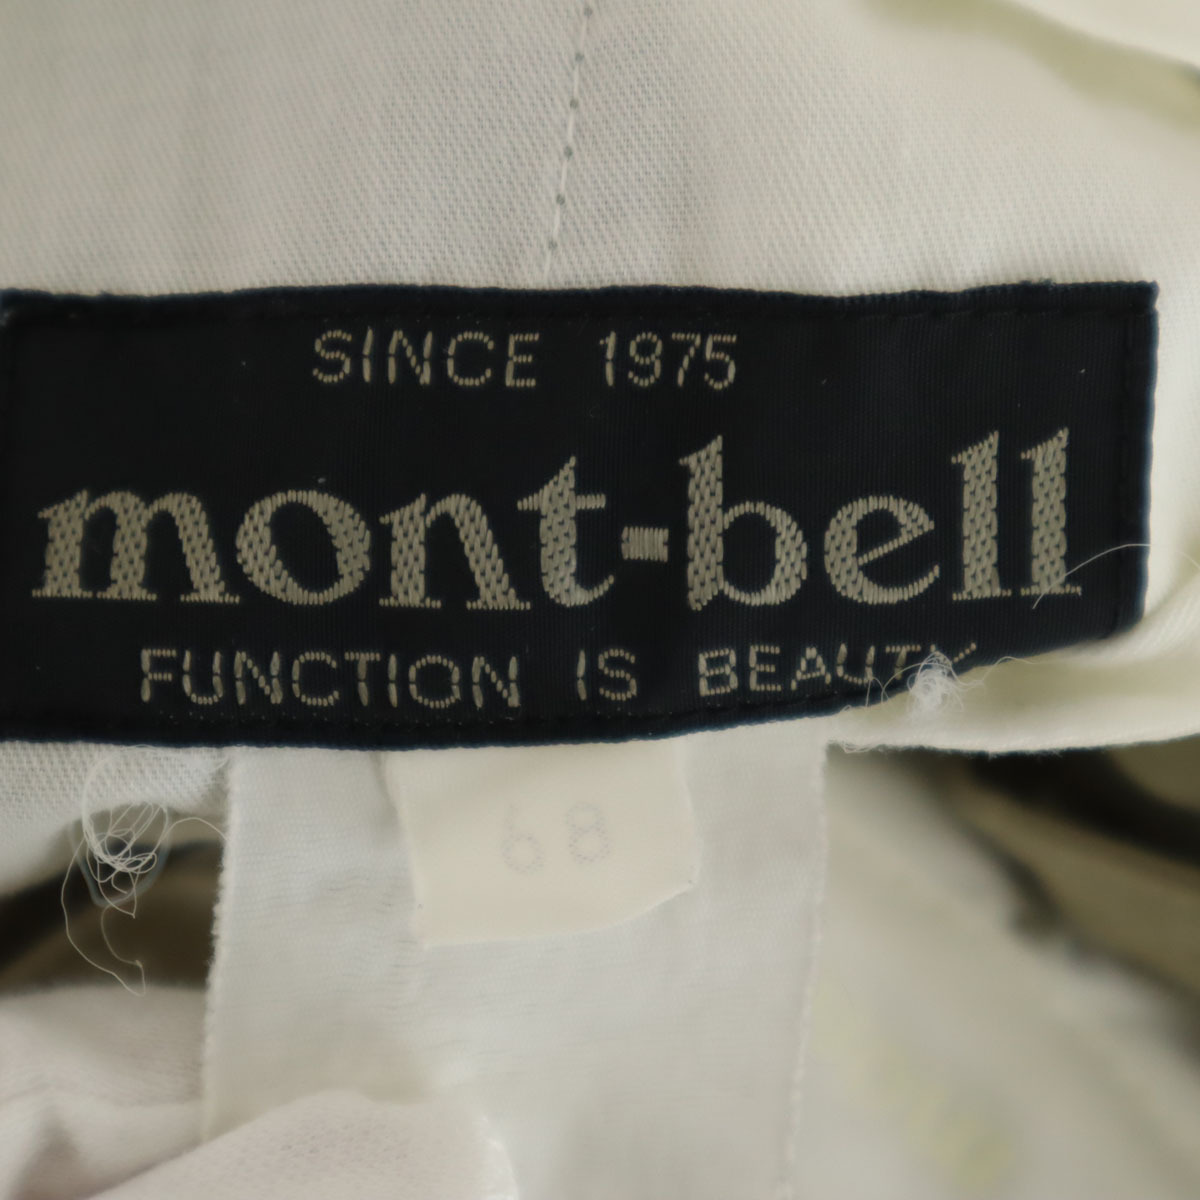 SINCE 1975
mont-bell
FUNCTION IS BEAUTY
68